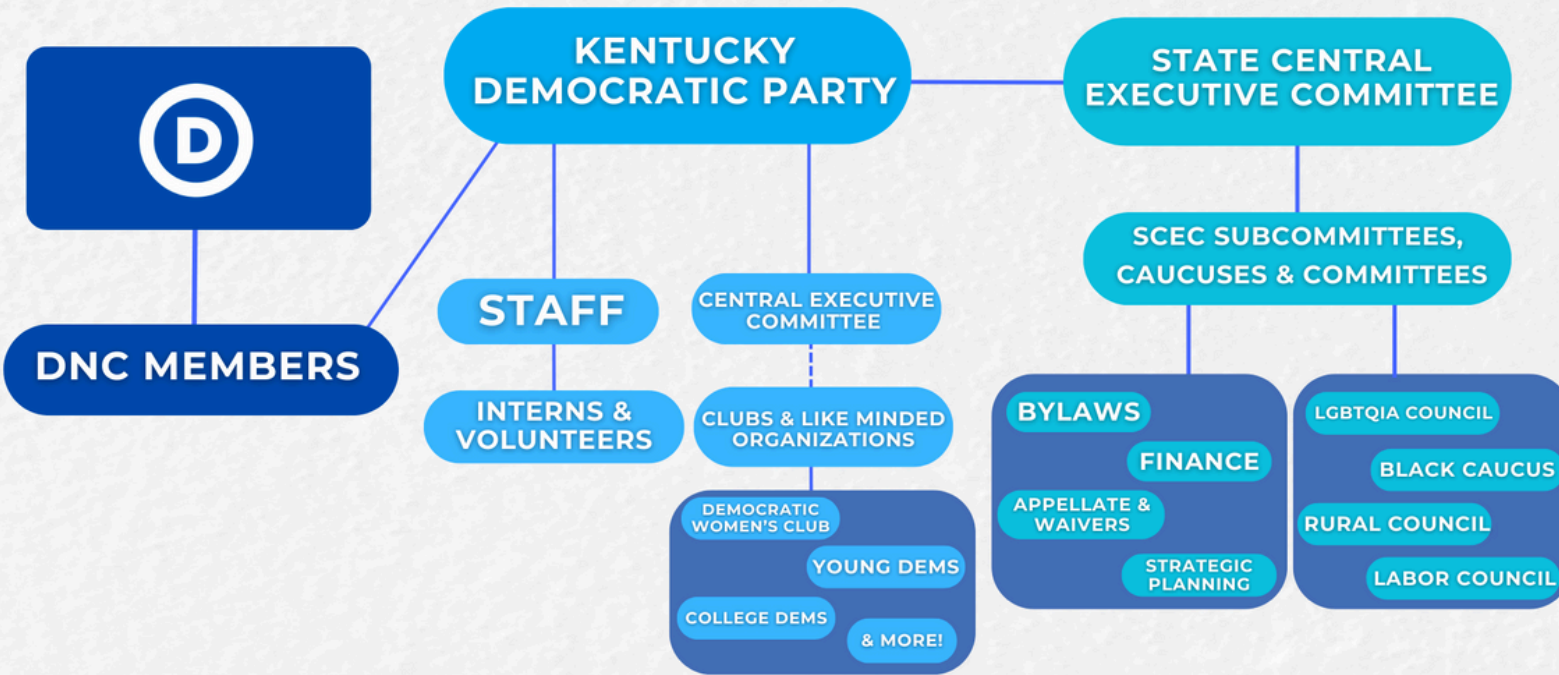 D
DNC MEMBERS
KENTUCKY
DEMOCRATIC PARTY
STAFF
INTERNS &
VOLUNTEERS
CENTRAL EXECUTIVE
COMMITTEE
CLUBS & LIKE MINDED
ORGANIZATIONS
DEMOCRATIC
WOMEN'S CLUB
YOUNG DEMS
COLLEGE DEMS
& MORE!
STATE CENTRAL
EXECUTIVE COMMITTEE
SCEC SUBCOMMITTEES,
CAUCUSES & COMMITTEES
BYLAWS
FINANCE
APPELLATE &
WAIVERS
STRATEGIC
PLANNING
LGBTQIA COUNCIL
BLACK CAUCUS
RURAL COUNCIL
LABOR COUNCIL